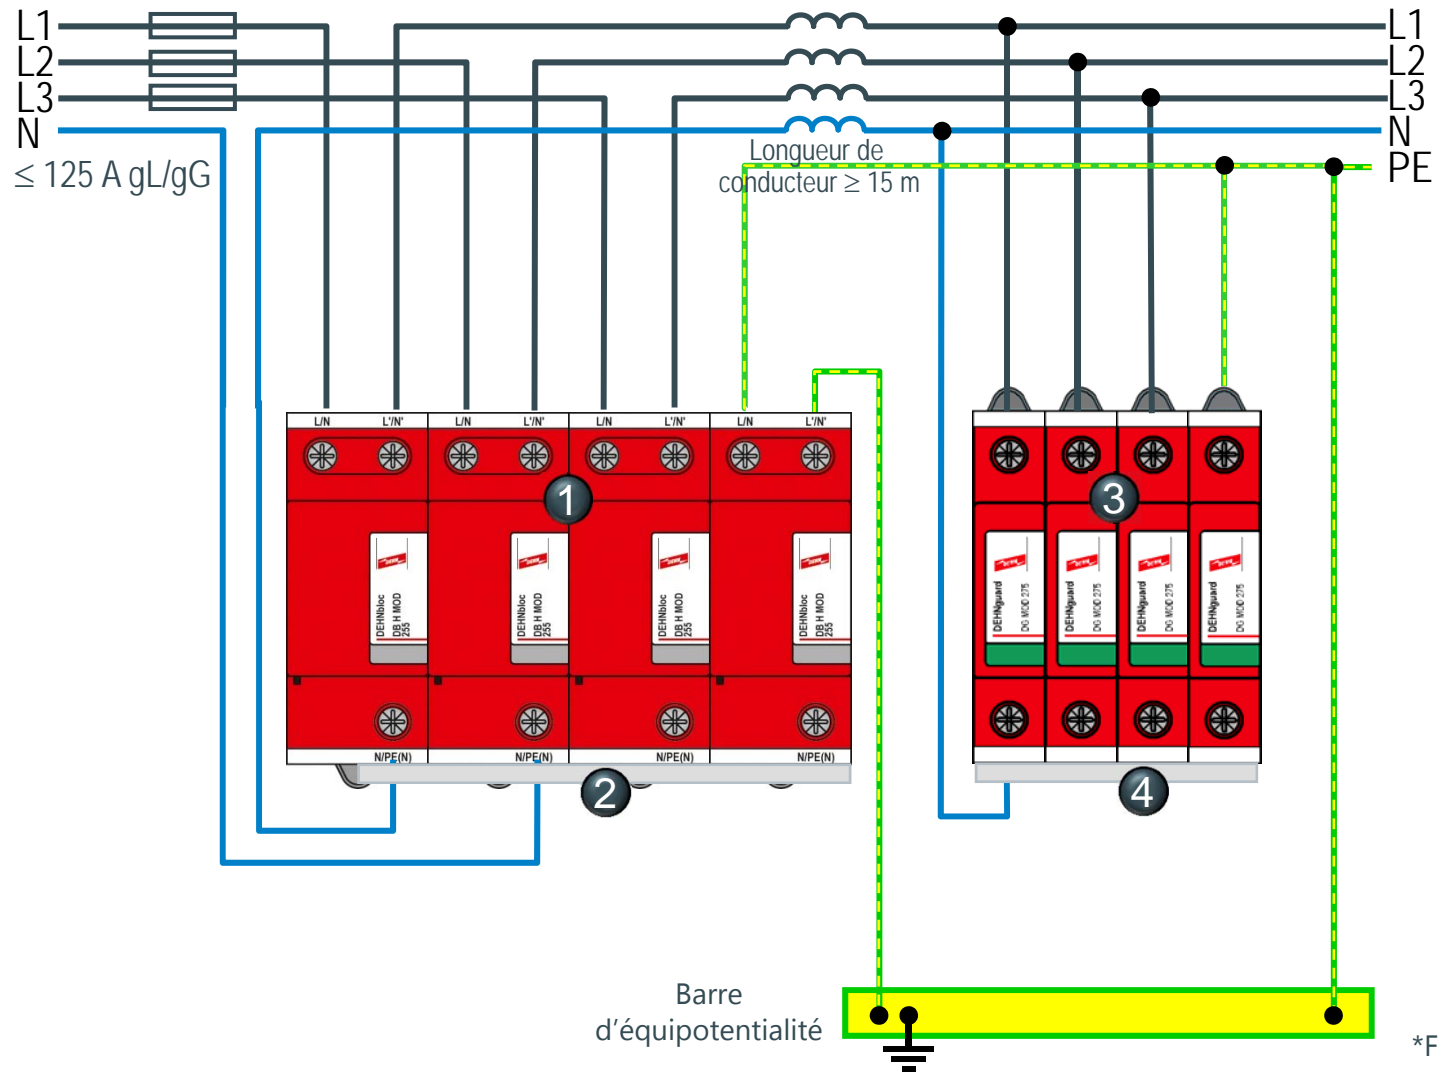 L1
L2
L3
N
≤ 125 A gL/gG
L1
L2
L3
N
PE
Longueur de
conducteur ≥ 15 m
L/N L'/N' L/N L'/N' L/N L'/N' L/N L'/N'
1
3
DEHNbloc
DB H MOD
255
DEHNbloc
DB H MOD
255
DEHNbloc
DB H MOD
255
DEHNbloc
DB H MOD
255
DEHNguard
DG MOD 275
DEHNguard
DG MOD 275
DEHNguard
DG MOD 275
DEHNguard
DG MOD 275
N/PE(N) N/PE(N) N/PE(N) N/PE(N)
2
4
Barre
d'équipotentialité
*F